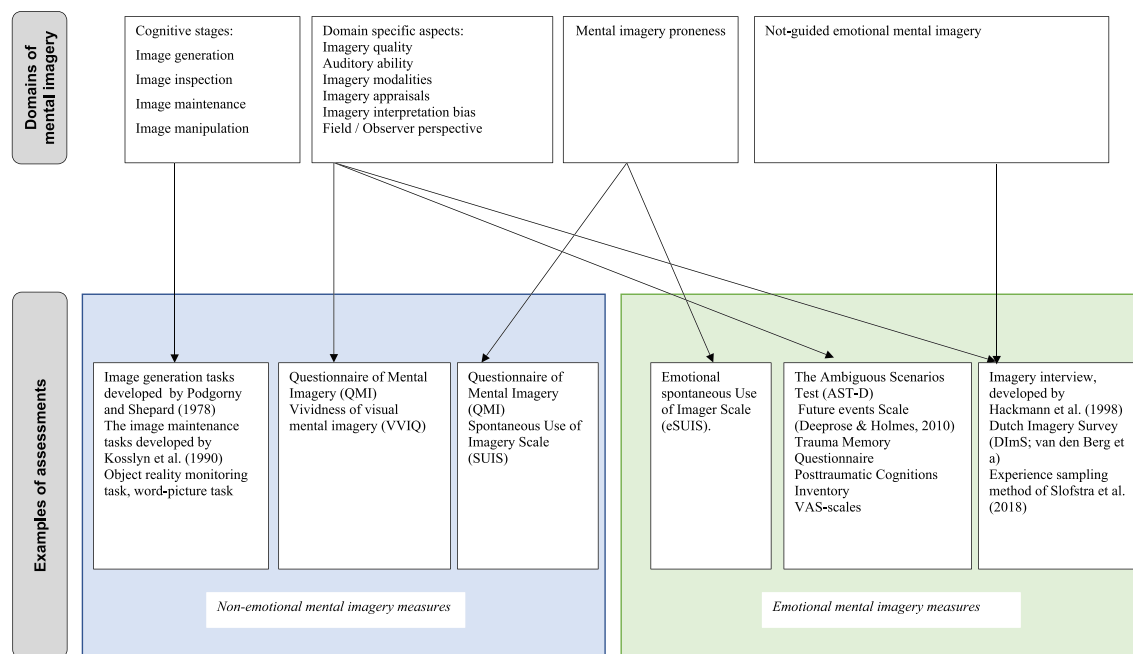 Domains of
mental imagery
Cognitive stages:
Image generation
Image inspection
Image maintenance
Image manipulation
Domain specific aspects:
Imagery quality
Auditory ability
Imagery modalities
Imagery appraisals
Imagery interpretation bias
Field / Observer perspective
Mental imagery proneness
Not-guided emotional mental imagery
Examples of assessments
Image generation tasks
developed by Podgorny
and Shepard (1978)
The image maintenance
tasks developed by
Kosslyn et al. (1990)
Object reality monitoring
task, word-picture task
Questionnaire of Mental
Imagery (QMI)
Vividness of visual
mental imagery (VVIQ)
Questionnaire of
Mental Imagery
(QMI)
Spontaneous Use of
Imagery Scale
(SUIS)
Emotional
spontaneous Use
of Imager Scale
(eSUIS).
The Ambiguous Scenarios
Test (AST-D)
Future events Scale
(Deeprose & Holmes, 2010)
Trauma Memory
Questionnaire
Posttraumatic Cognitions
Inventory
VAS-scales
Imagery interview,
developed by
Hackmann et al. (1998)
Dutch Imagery Survey
(DImS; van den Berg et
a)
Experience sampling
method of Slofstra et al.
(2018)
Non-emotional mental imagery measures
Emotional mental imagery measures